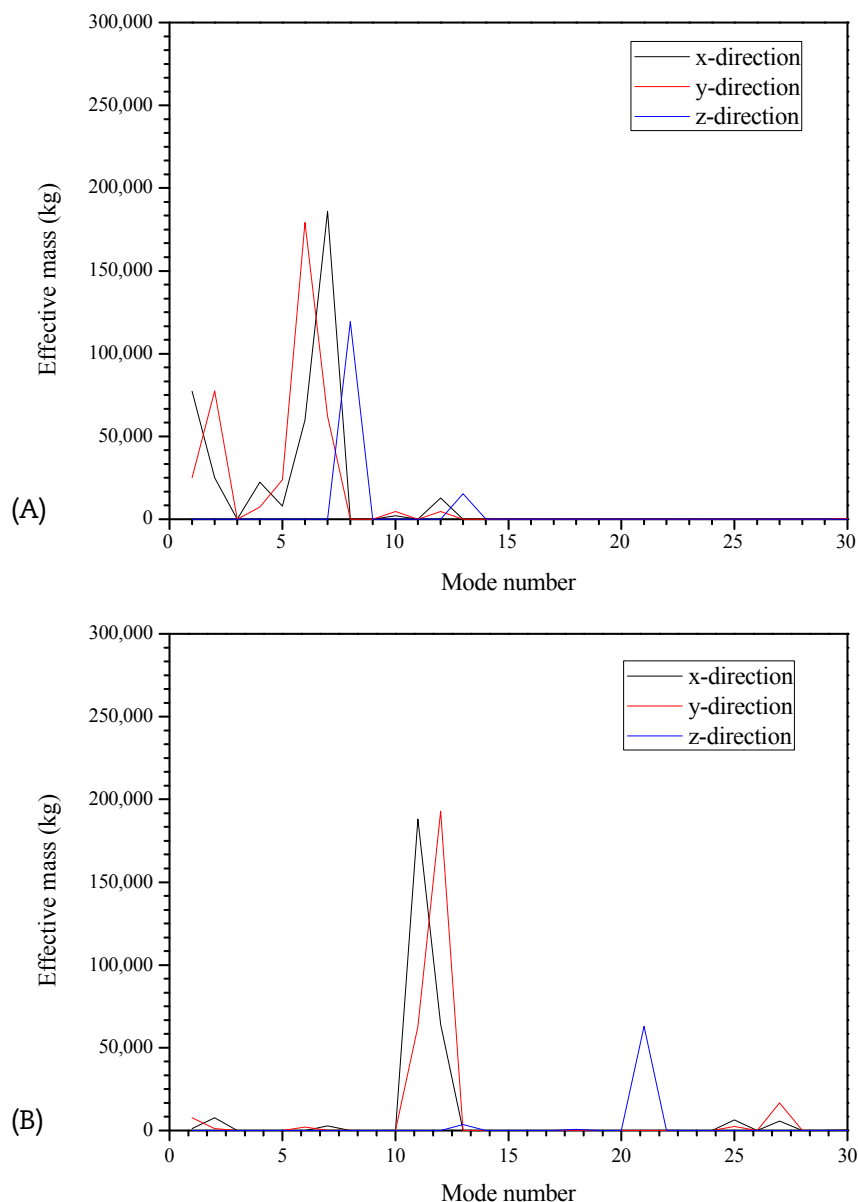 300,000
250,000
200,000
150,000
100,000
50,000
0
Effective mass (kg)
x-direction
y-direction
z-direction
(A)
0 5 10 15 20 25 30
Mode number
300,000
250,000
200,000
150,000
100,000
50,000
0
Effective mass (kg)
x-direction
y-direction
z-direction
(B)
0 5 10 15 20 25 30
Mode number